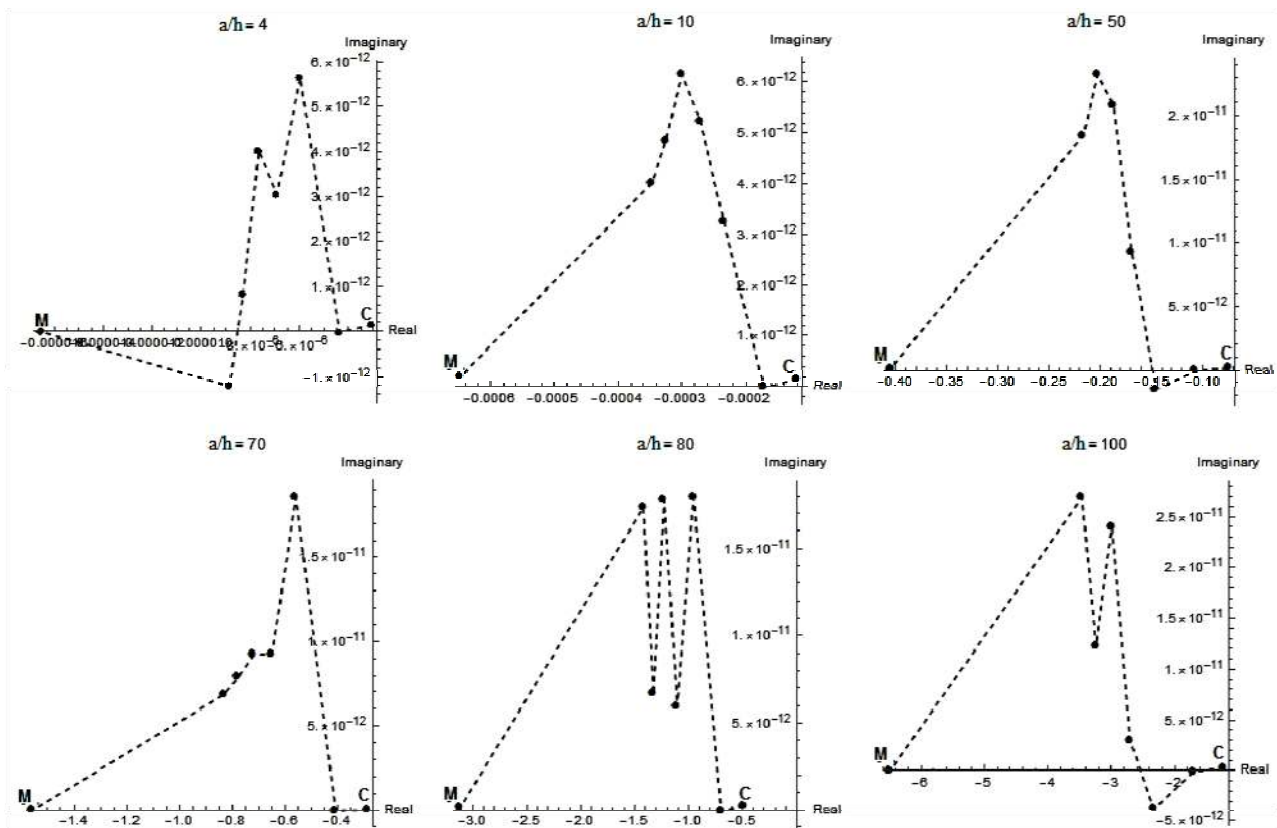 a/h = 4
Imaginary
6. × 10⁻¹²
5. × 10⁻¹²
4. × 10⁻¹²
3. × 10⁻¹²
2. × 10⁻¹²
1. × 10⁻¹²
M
C
Real
−1. × 10⁻¹²
a/h = 10
Imaginary
6. × 10⁻¹²
5. × 10⁻¹²
4. × 10⁻¹²
3. × 10⁻¹²
2. × 10⁻¹²
1. × 10⁻¹²
M
C
Real
−0.0006 −0.0005 −0.0004 −0.0003 −0.0002
a/h = 50
Imaginary
2. × 10⁻¹¹
1. × 10⁻¹¹
5. × 10⁻¹²
M
C
Real
−0.40 −0.35 −0.30 −0.25 −0.20 −0.15 −0.10
a/h = 70
Imaginary
1.5 × 10⁻¹¹
1. × 10⁻¹¹
5. × 10⁻¹²
M
C
Real
−1.4 −1.2 −1.0 −0.8 −0.6 −0.4
a/h = 80
Imaginary
1.5 × 10⁻¹¹
1. × 10⁻¹¹
5. × 10⁻¹²
M
C
Real
−3.0 −2.5 −2.0 −1.5 −1.0 −0.5
a/h = 100
Imaginary
2.5 × 10⁻¹¹
2. × 10⁻¹¹
1.5 × 10⁻¹¹
1. × 10⁻¹¹
5. × 10⁻¹²
M
C
Real
−6 −5 −4 −3 −2
−5. × 10⁻¹²